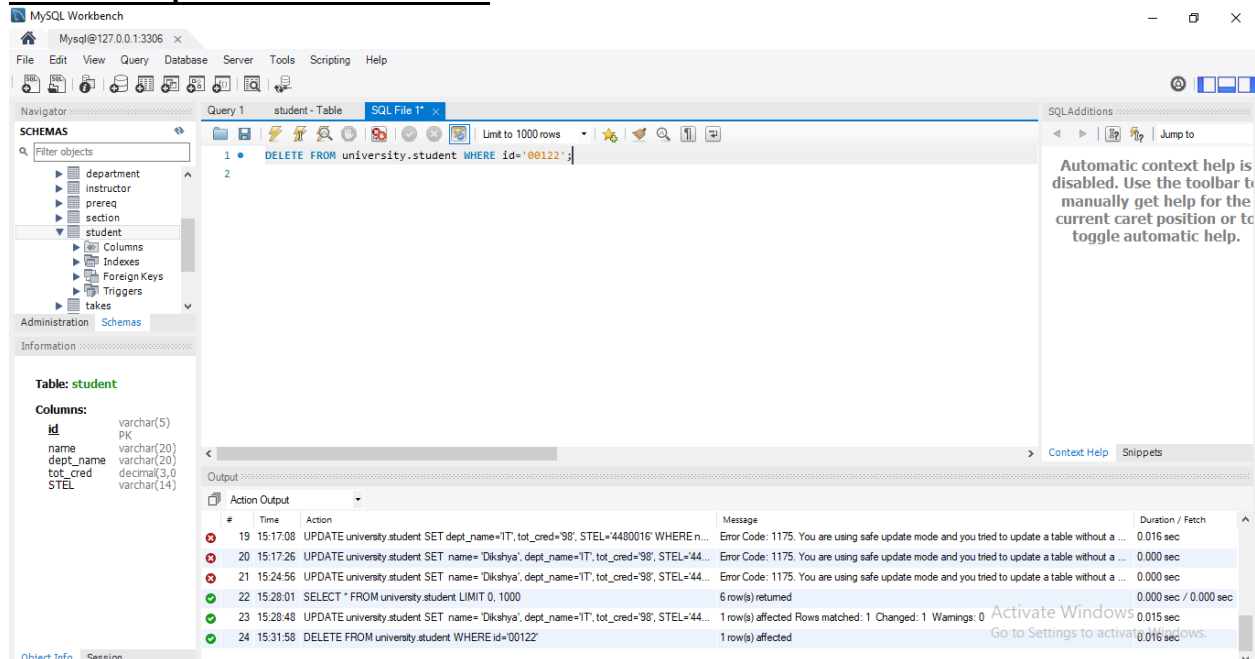 MySQL Workbench
Mysql@127.0.0.1:3306 ×
File Edit View Query Database Server Tools Scripting Help
Navigator
SCHEMAS
Filter objects
department
instructor
prereq
section
student
Columns
Indexes
Foreign Keys
Triggers
takes
Administration Schemas
Information
Table: student
Columns:
id varchar(5)
PK
name varchar(20)
dept_name varchar(20)
tot_cred decimal(3,0
STEL varchar(14)
Object Info Session
Query 1 student - Table SQL File 1* ×
Limit to 1000 rows
1 DELETE FROM university.student WHERE id='00122';
2
SQLAdditions
Jump to
Automatic context help is
disabled. Use the toolbar to
manually get help for the
current caret position or to
toggle automatic help.
Context Help Snippets
Output
Action Output
# Time Action Message Duration / Fetch
19 15:17:08 UPDATE university.student SET dept_name='IT', tot_cred='98', STEL='4480016' WHERE n... Error Code: 1175. You are using safe update mode and you tried to update a table without a ... 0.016 sec
20 15:17:26 UPDATE university.student SET name= 'Dikshya', dept_name='IT', tot_cred='98', STEL='44... Error Code: 1175. You are using safe update mode and you tried to update a table without a ... 0.000 sec
21 15:24:56 UPDATE university.student SET name= 'Dikshya', dept_name='IT', tot_cred='98', STEL='44... Error Code: 1175. You are using safe update mode and you tried to update a table without a ... 0.000 sec
22 15:28:01 SELECT * FROM university.student LIMIT 0, 1000 6 row(s) returned 0.000 sec / 0.000 sec
23 15:28:48 UPDATE university.student SET name= 'Dikshya', dept_name='IT', tot_cred='98', STEL='44... 1 row(s) affected Rows matched: 1 Changed: 1 Warnings: 0 0.015 sec
24 15:31:58 DELETE FROM university.student WHERE id='00122' 1 row(s) affected 0.016 sec
Activate Windows
Go to Settings to activate Windows.